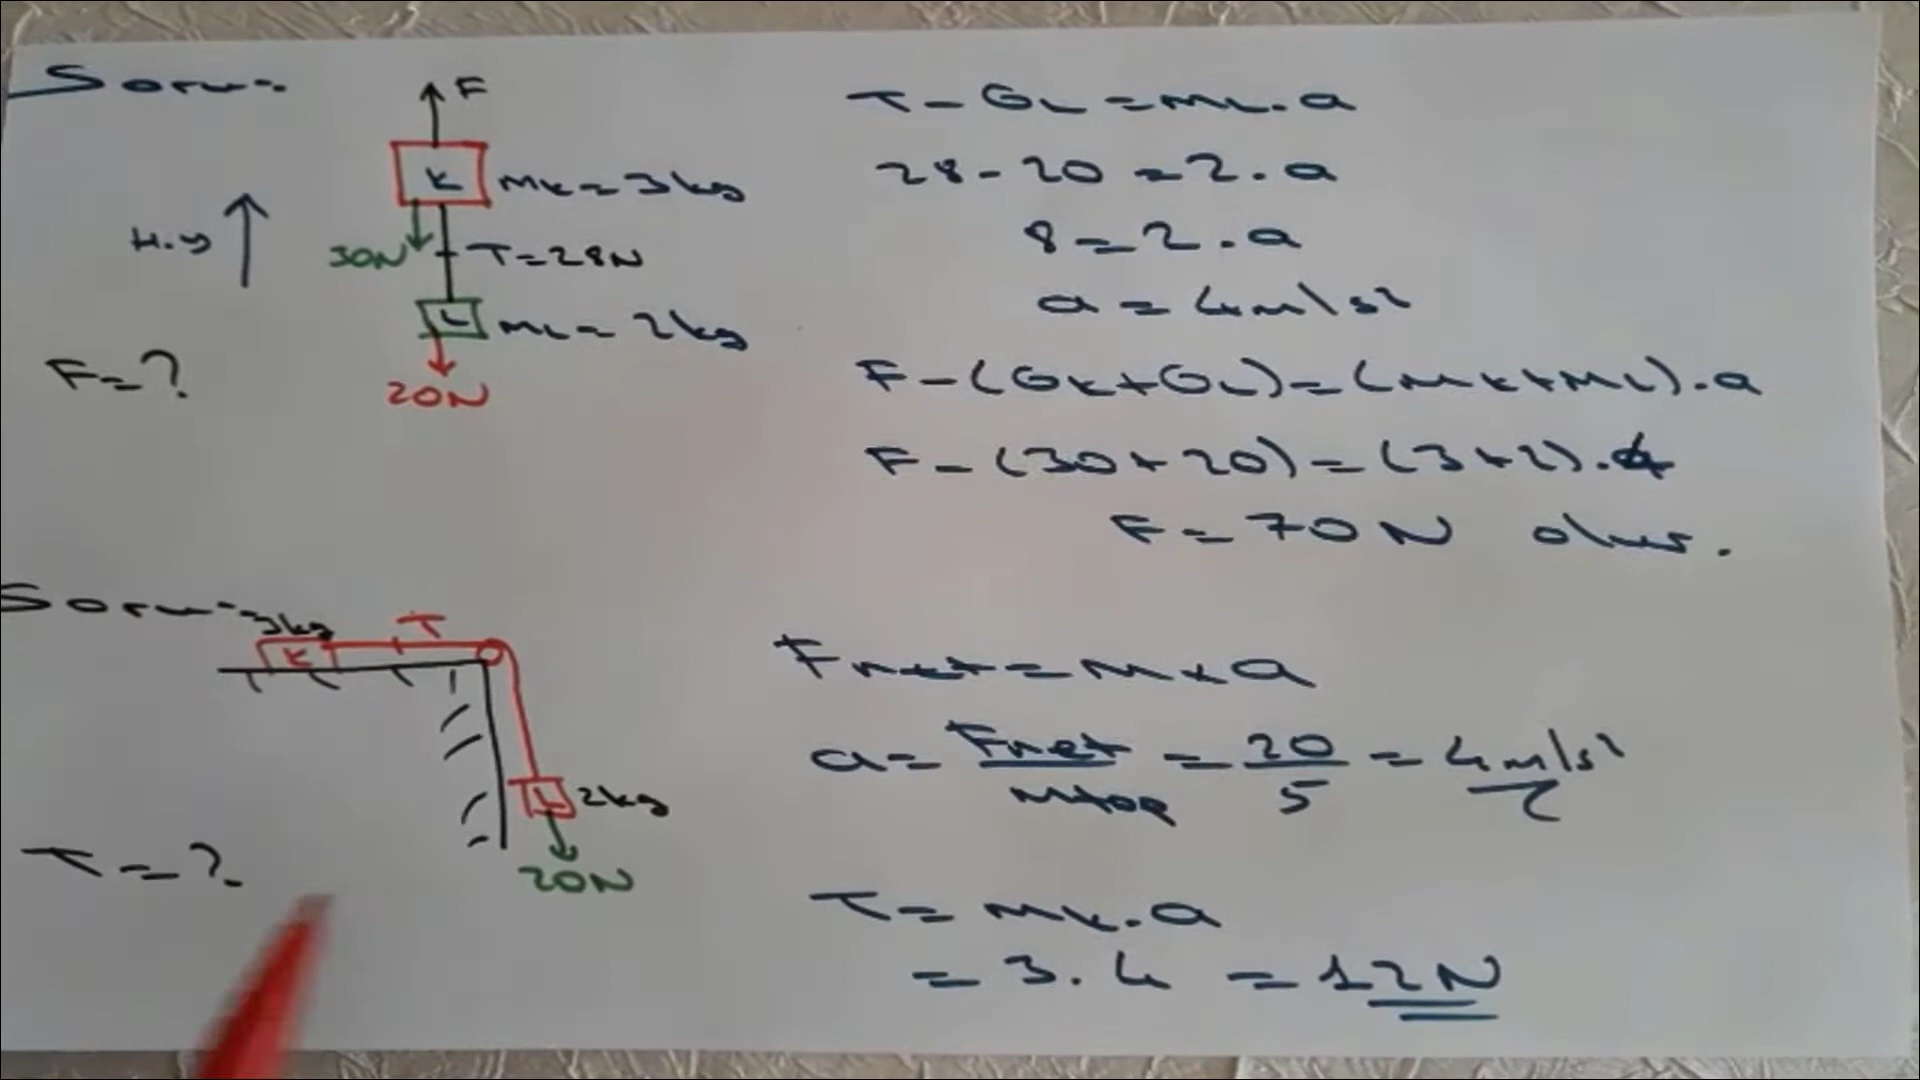 Soru:
F
K
mK = 3kg
H.y
30N
T = 28N
L
mL = 2kg
20N
F = ?
T - GL = mL.a
28 - 20 = 2.a
8 = 2.a
a = 4m/s²
F - (GK + GL) = (mK + mL).a
F - (30 + 20) = (3 + 2).4
F = 70N olur.
Soru:
3kg
T
K
L
2kg
20N
T = ?
Fnet = m x a
a = Fnet / mtop = 20 / 5 = 4m/s²
T = mK.a
= 3.4 = 12N